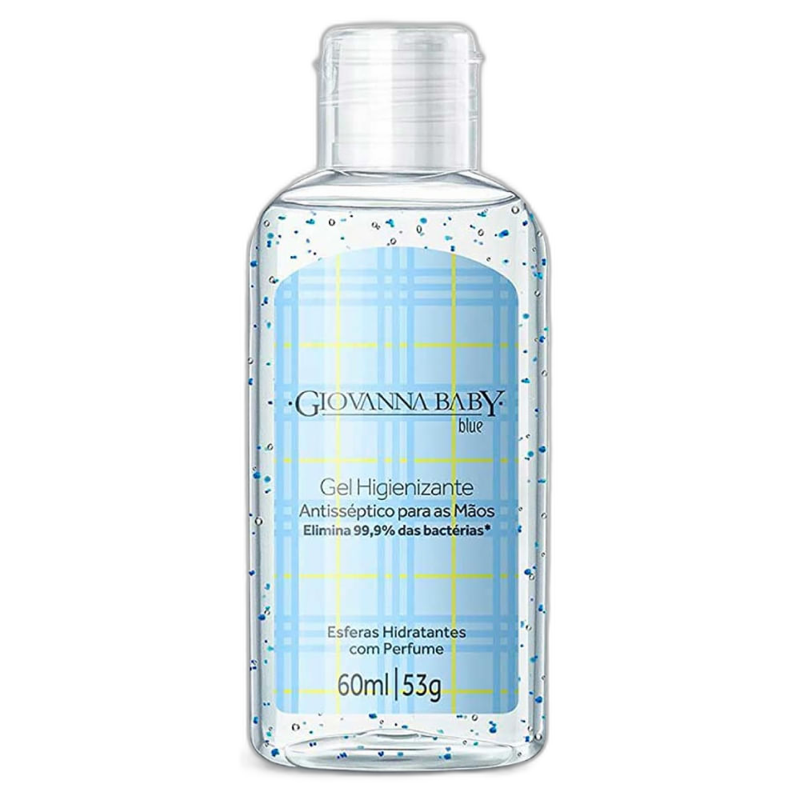 ·GIOVANNA BABY·
blue
Gel Higienizante
Antisséptico para as Mãos
Elimina 99,9% das bactérias*
Esferas Hidratantes
com Perfume
60ml|53g